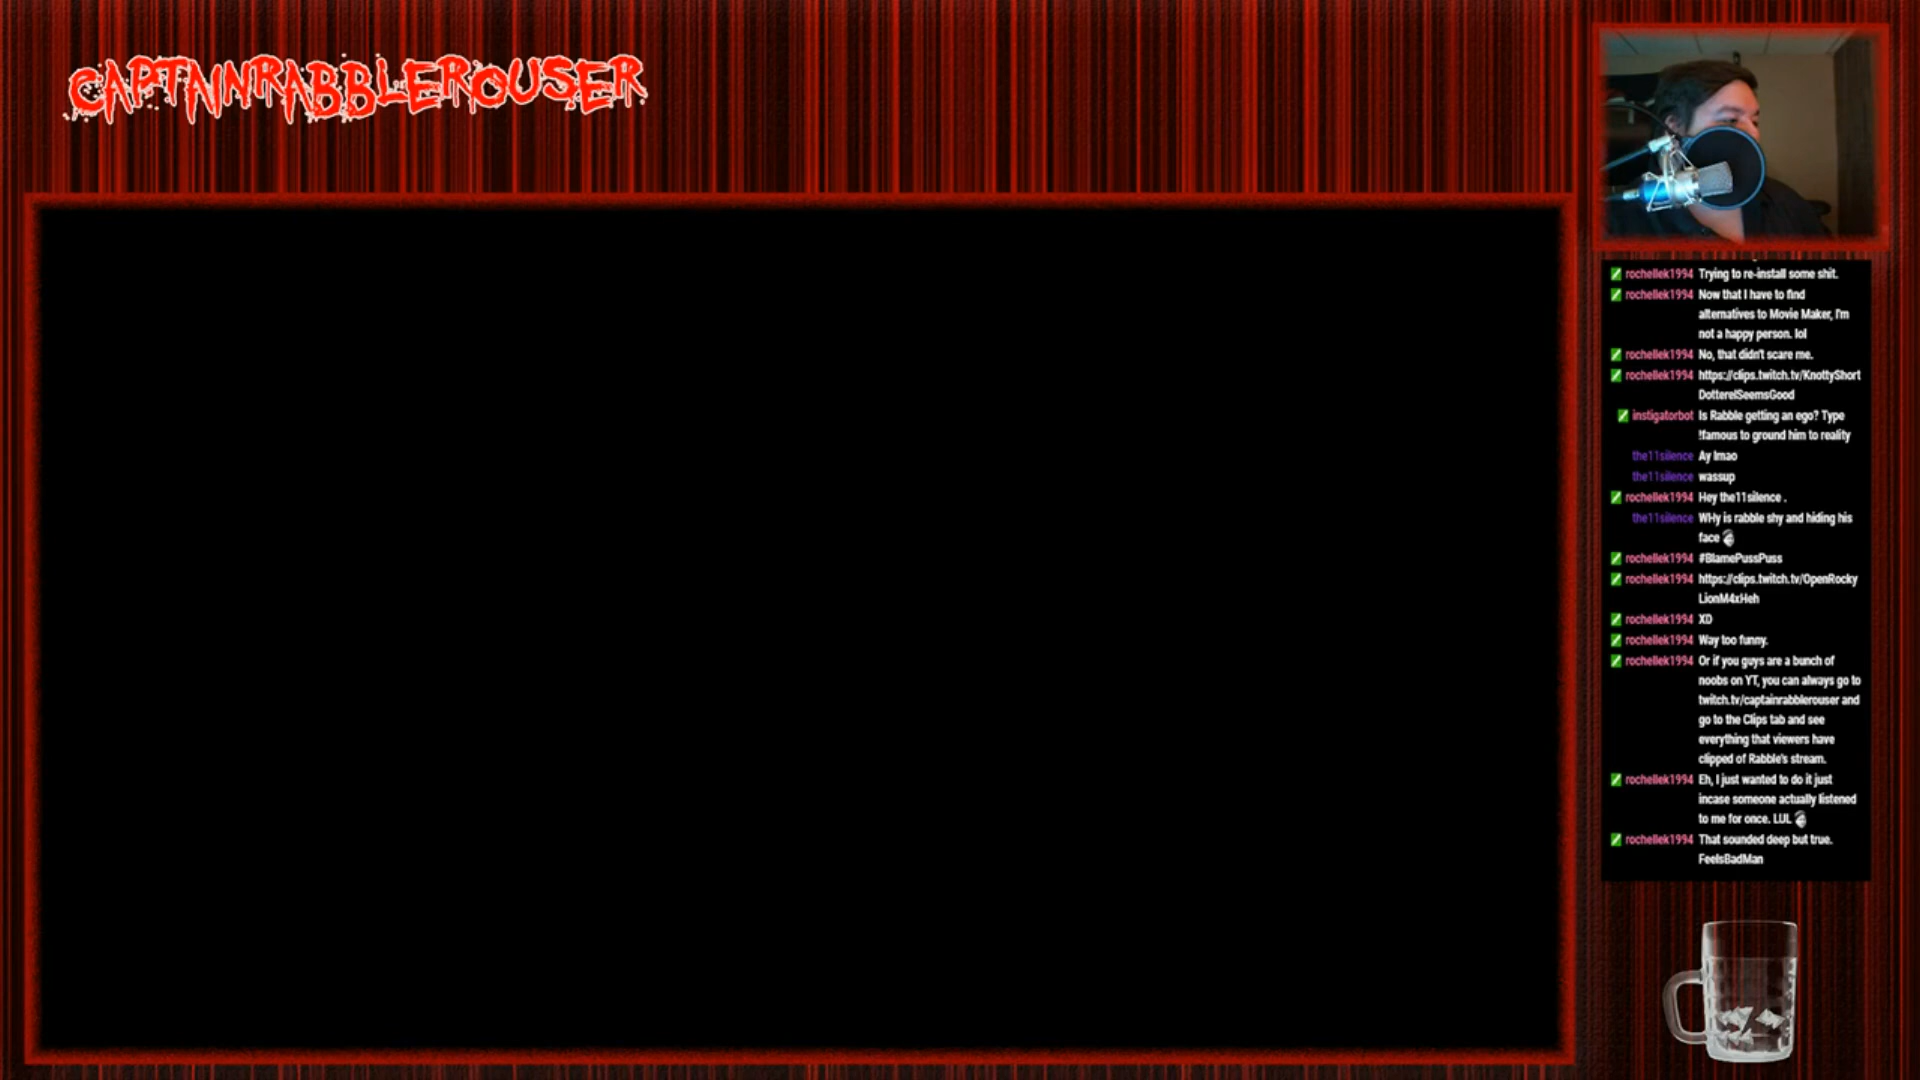 CAPTAINRABBLEROUSER
rochellek1994 Trying to re-install some shit.
rochellek1994 Now that I have to find
alternatives to Movie Maker, I'm
not a happy person. lol
rochellek1994 No, that didn't scare me.
rochellek1994 https://clips.twitch.tv/KnottyShort
DotterelSeemsGood
instigatorbot Is Rabble getting an ego? Type
!famous to ground him to reality
the11silence Ay lmao
the11silence wassup
rochellek1994 Hey the11silence .
the11silence WHy is rabble shy and hiding his
face
rochellek1994 #BlamePussPuss
rochellek1994 https://clips.twitch.tv/OpenRocky
LionM4xHeh
rochellek1994 XD
rochellek1994 Way too funny.
rochellek1994 Or if you guys are a bunch of
noobs on YT, you can always go to
twitch.tv/captainrabblerouser and
go to the Clips tab and see
everything that viewers have
clipped of Rabble's stream.
rochellek1994 Eh, I just wanted to do it just
incase someone actually listened
to me for once. LUL
rochellek1994 That sounded deep but true.
FeelsBadMan